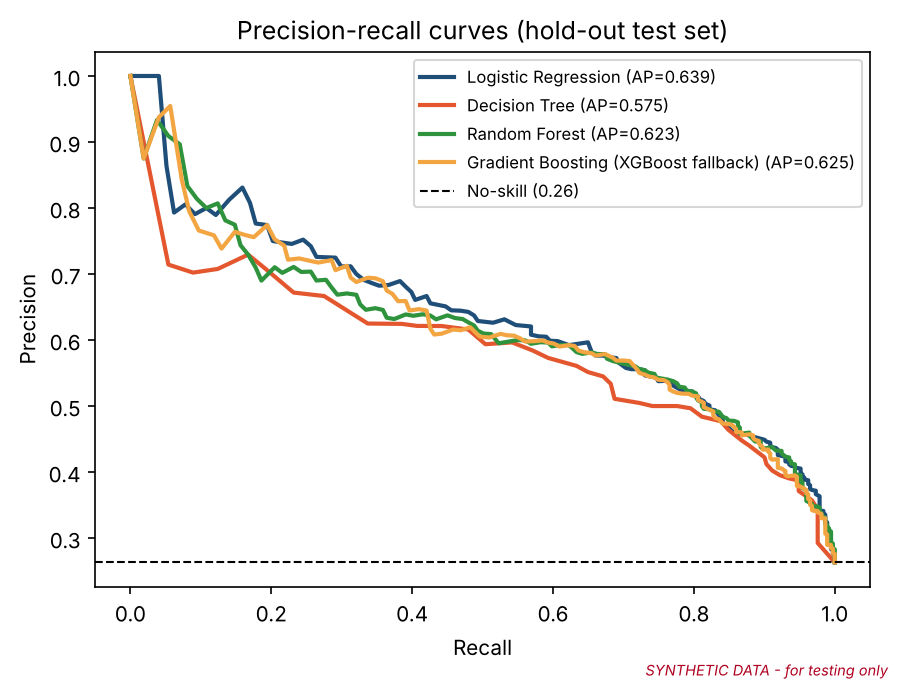 Precision-recall curves (hold-out test set)
Logistic Regression (AP=0.639)
Decision Tree (AP=0.575)
Random Forest (AP=0.623)
Gradient Boosting (XGBoost fallback) (AP=0.625)
No-skill (0.26)
Precision
1.0
0.9
0.8
0.7
0.6
0.5
0.4
0.3
0.0 0.2 0.4 0.6 0.8 1.0
Recall
SYNTHETIC DATA - for testing only